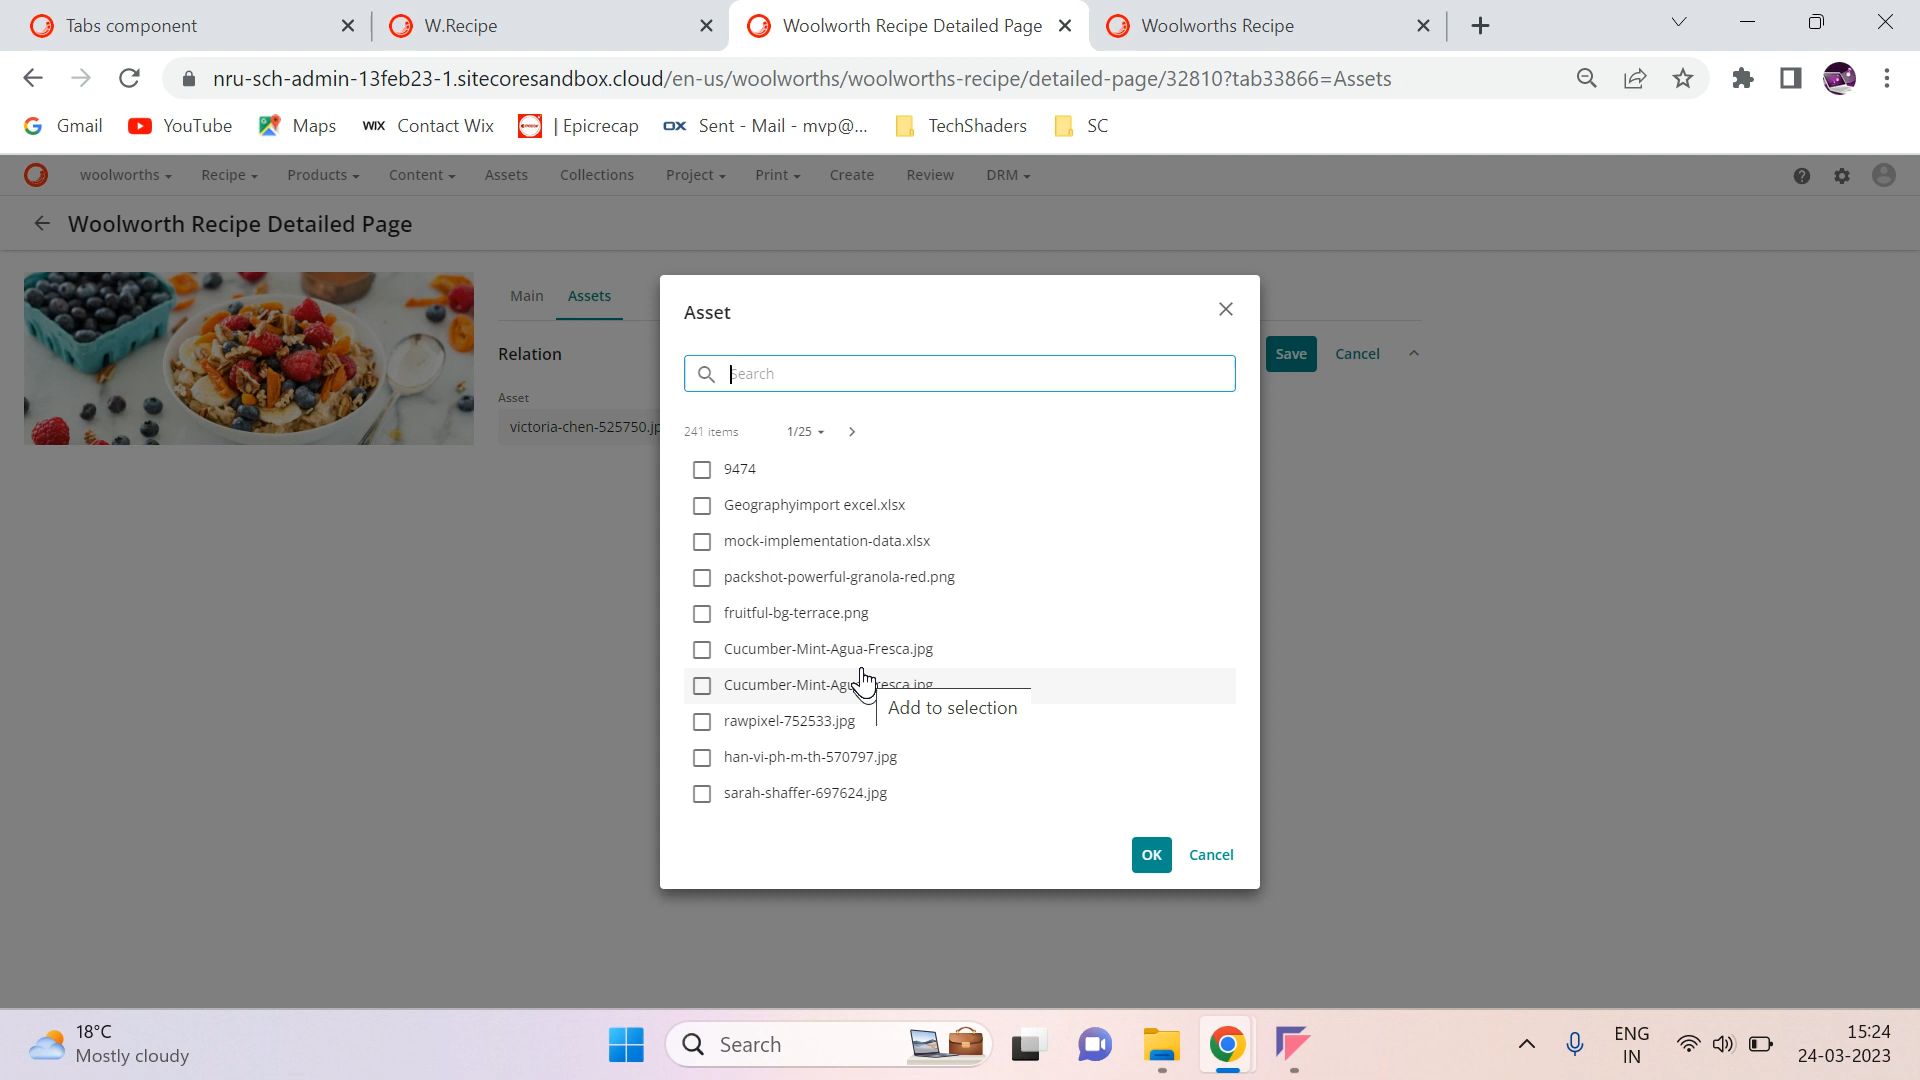 Tabs component
W.Recipe
Woolworth Recipe Detailed Page
Woolworths Recipe
nru-sch-admin-13feb23-1.sitecoresandbox.cloud/en-us/woolworths/woolworths-recipe/detailed-page/32810?tab33866=Assets
Gmail
YouTube
Maps
WIX Contact Wix
| Epicrecap
OX Sent - Mail - mvp@...
TechShaders
SC
woolworths
Recipe
Products
Content
Assets
Collections
Project
Print
Create
Review
DRM
Woolworth Recipe Detailed Page
Main
Assets
Relation
Save
Cancel
Asset
victoria-chen-525750.jp
Asset
Search
241 items
1/25
9474
Geographyimport excel.xlsx
mock-implementation-data.xlsx
packshot-powerful-granola-red.png
fruitful-bg-terrace.png
Cucumber-Mint-Agua-Fresca.jpg
Cucumber-Mint-Agu resca.jpg
Add to selection
rawpixel-752533.jpg
han-vi-ph-m-th-570797.jpg
sarah-shaffer-697624.jpg
OK
Cancel
18°C
Mostly cloudy
Search
ENG
IN
15:24
24-03-2023